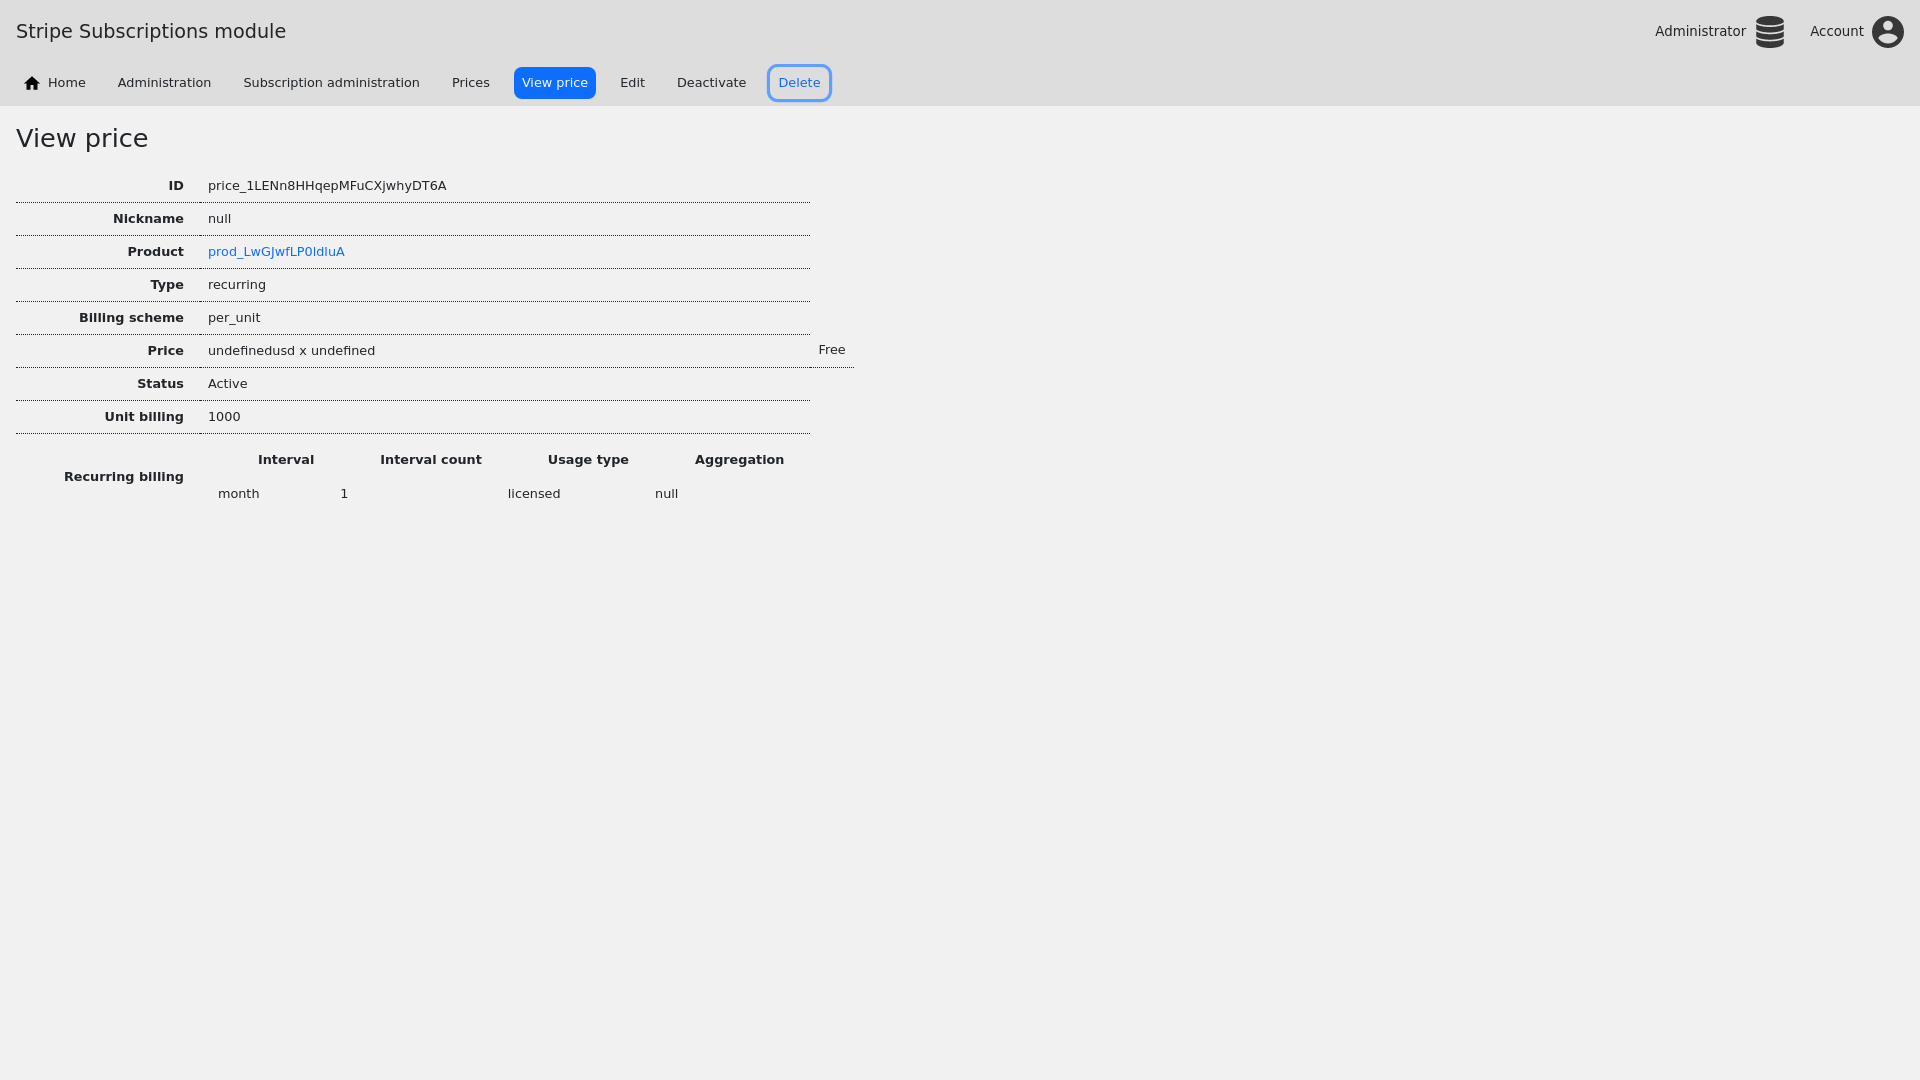 Stripe Subscriptions module
Administrator Account
Home Administration Subscription administration Prices View price Edit Deactivate Delete
View price
ID price_1LENn8HHqepMFuCXjwhyDT6A
Nickname null
Product prod_LwGJwfLP0ldluA
Type recurring
Billing scheme per_unit
Price undefinedusd x undefined Free
Status Active
Unit billing 1000
Recurring billing
Interval Interval count Usage type Aggregation
month 1 licensed null